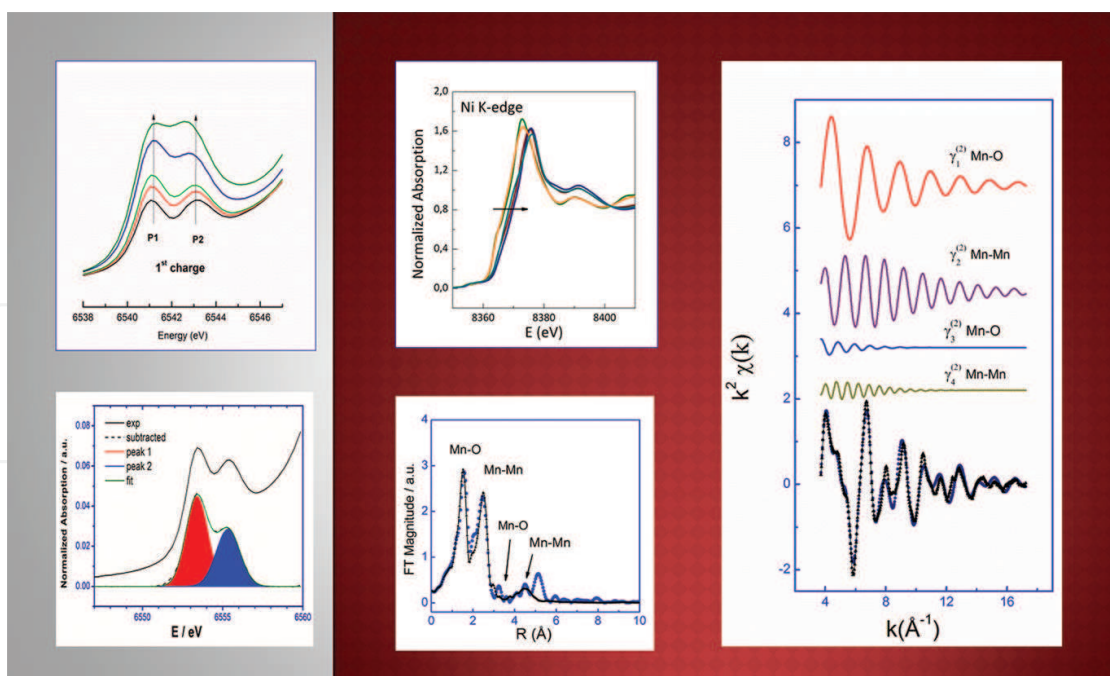 P1
P2
1st charge
6538 6540 6542 6544 6546
Energy (eV)
Ni K-edge
Normalized Absorption
2,0
1,6
1,2
0,8
0,4
0,0
8360 8380 8400
E (eV)
k² χ(k)
8
6
4
2
0
-2
γ₁⁽²⁾ Mn-O
γ₂⁽²⁾ Mn-Mn
γ₃⁽²⁾ Mn-O
γ₄⁽²⁾ Mn-Mn
4 8 12 16
k(Å⁻¹)
Normalized Absorption / a.u.
0.08
0.06
0.04
0.02
0.00
exp
subtracted
peak 1
peak 2
fit
6550 6555 6560
E / eV
FT Magnitude / a.u.
4
3
2
1
0
Mn-O
Mn-Mn
Mn-O
Mn-Mn
0 2 4 6 8 10
R (Å)